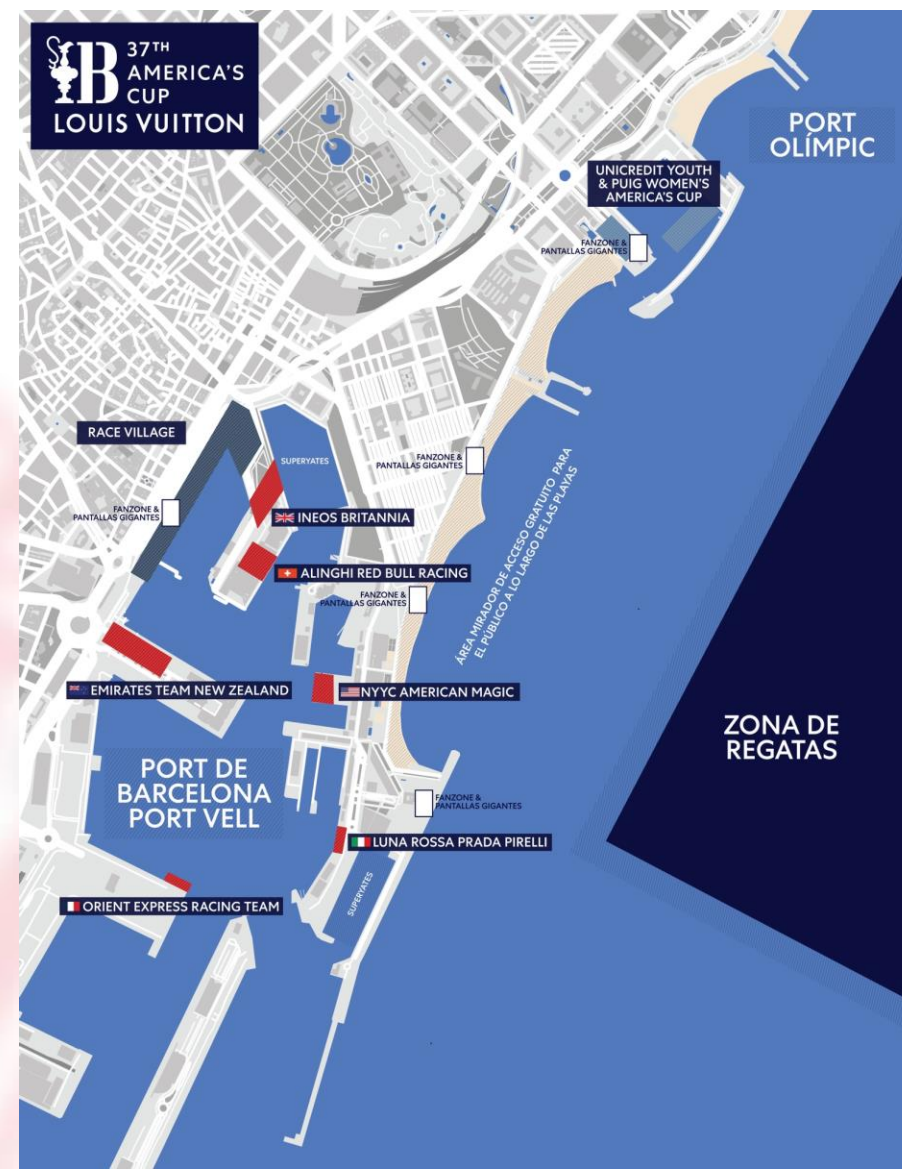 B
37TH
AMERICA'S
CUP
LOUIS VUITTON
PORT
OLÍMPIC
UNICREDIT YOUTH
& PUIG WOMEN'S
AMERICA'S CUP
FANZONE &
PANTALLAS GIGANTES
RACE VILLAGE
SUPERYATES
FANZONE &
PANTALLAS GIGANTES
FANZONE &
PANTALLAS GIGANTES
INEOS BRITANNIA
ALINGHI RED BULL RACING
FANZONE &
PANTALLAS GIGANTES
ÁREA MIRADOR DE ACCESO GRATUITO PARA
EL PÚBLICO A LO LARGO DE LAS PLAYAS
EMIRATES TEAM NEW ZEALAND
NYYC AMERICAN MAGIC
ZONA DE
REGATAS
PORT DE
BARCELONA
PORT VELL
FANZONE &
PANTALLAS GIGANTES
LUNA ROSSA PRADA PIRELLI
SUPERYATES
ORIENT EXPRESS RACING TEAM